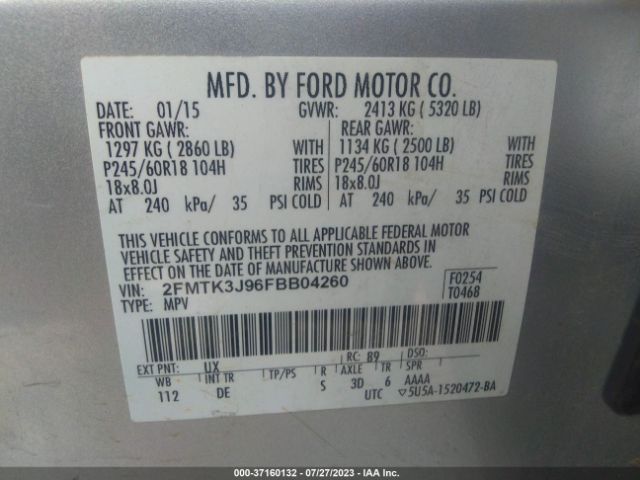 MFD. BY FORD MOTOR CO.
DATE: 01/15 GVWR: 2413 KG ( 5320 LB)
FRONT GAWR: REAR GAWR:
1297 KG ( 2860 LB) WITH 1134 KG ( 2500 LB) WITH
P245/60R18 104H TIRES P245/60R18 104H TIRES
18x8.0J RIMS 18x8.0J RIMS
AT 240 kPa/ 35 PSI COLD AT 240 kPa/ 35 PSI COLD
THIS VEHICLE CONFORMS TO ALL APPLICABLE FEDERAL MOTOR
VEHICLE SAFETY AND THEFT PREVENTION STANDARDS IN
EFFECT ON THE DATE OF MANUFACTURE SHOWN ABOVE.
VIN: 2FMTK3J96FBB04260 F0254
TYPE: MPV T0468
EXT PNT: UX RC: 89 DSO:
WB INT TR TP/PS R AXLE TR SPR
112 DE S 3D 6 AAAA
UTC ▽5U5A-1520472-BA
000-37160132 - 07/27/2023 - IAA Inc.